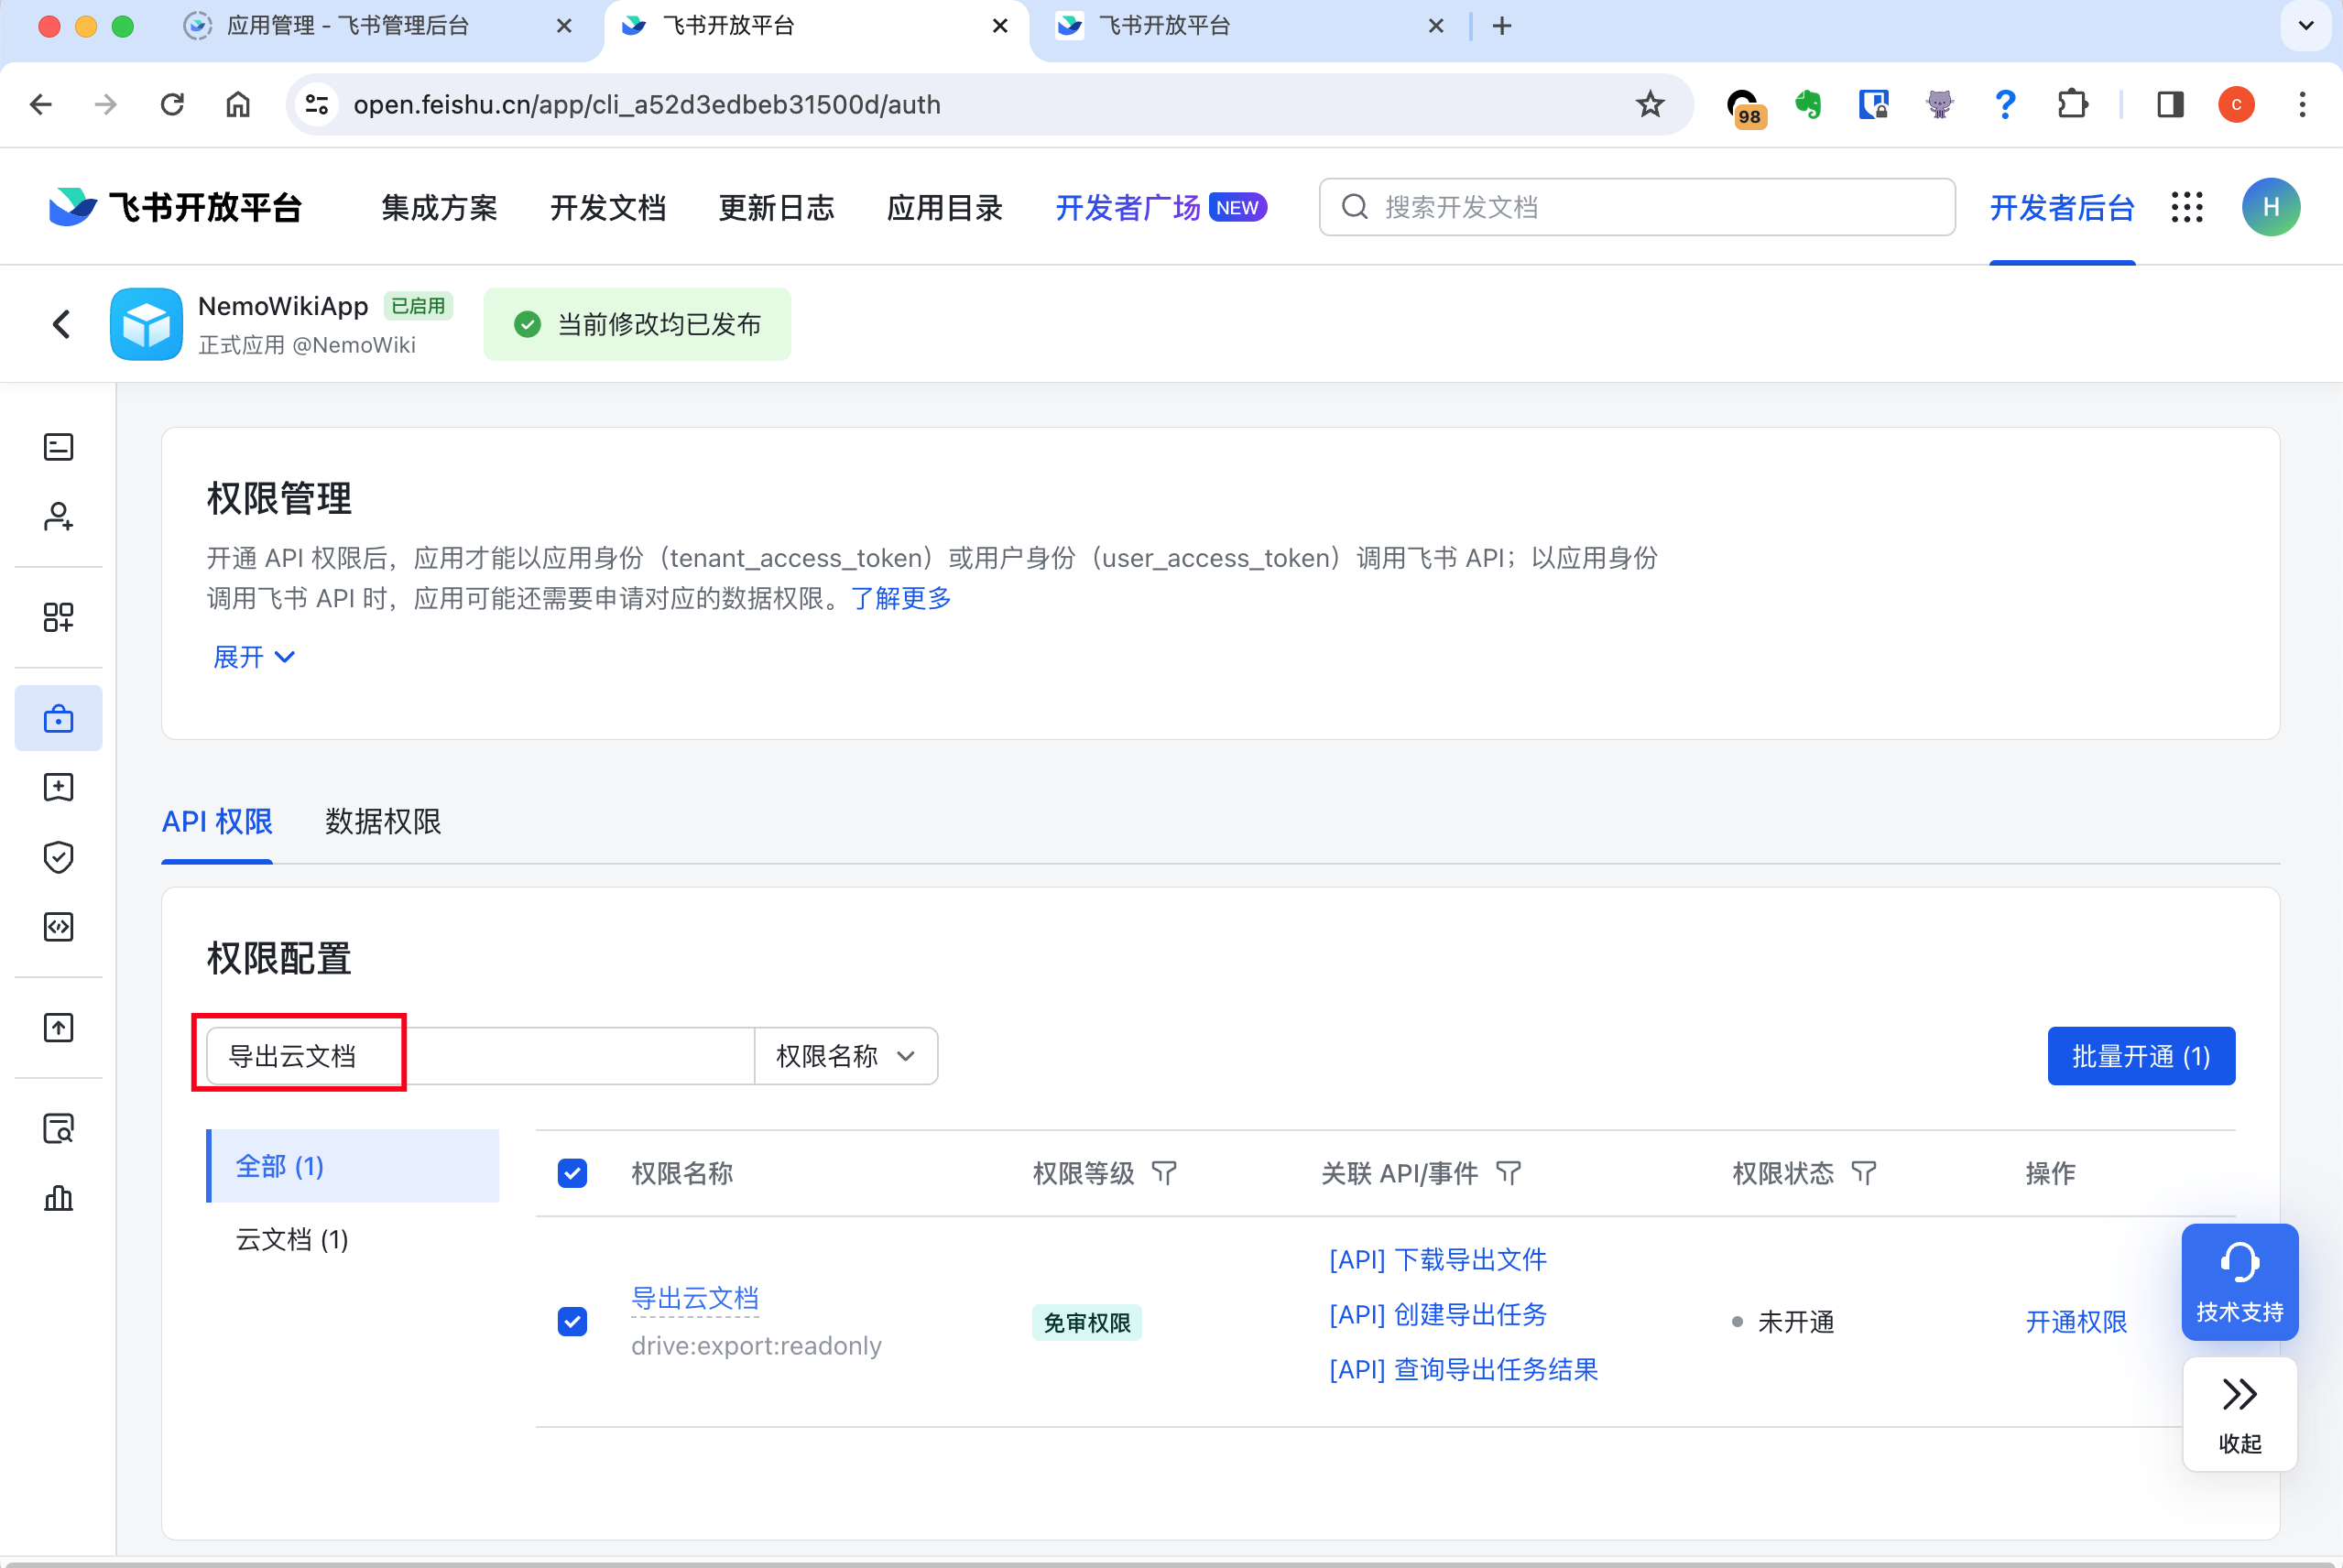 应用管理 - 飞书管理后台
飞书开放平台
飞书开放平台
open.feishu.cn/app/cli_a52d3edbeb31500d/auth
98
c
飞书开放平台
集成方案
开发文档
更新日志
应用目录
开发者广场 NEW
搜索开发文档
开发者后台
H
NemoWikiApp 已启用
正式应用 @NemoWiki
当前修改均已发布
权限管理
开通 API 权限后，应用才能以应用身份（tenant_access_token）或用户身份（user_access_token）调用飞书 API；以应用身份
调用飞书 API 时，应用可能还需要申请对应的数据权限。了解更多
展开
API 权限
数据权限
权限配置
导出云文档
权限名称
批量开通 (1)
全部 (1)
云文档 (1)
权限名称
权限等级
关联 API/事件
权限状态
操作
导出云文档
drive:export:readonly
免审权限
[API] 下载导出文件
[API] 创建导出任务
[API] 查询导出任务结果
未开通
开通权限
技术支持
收起